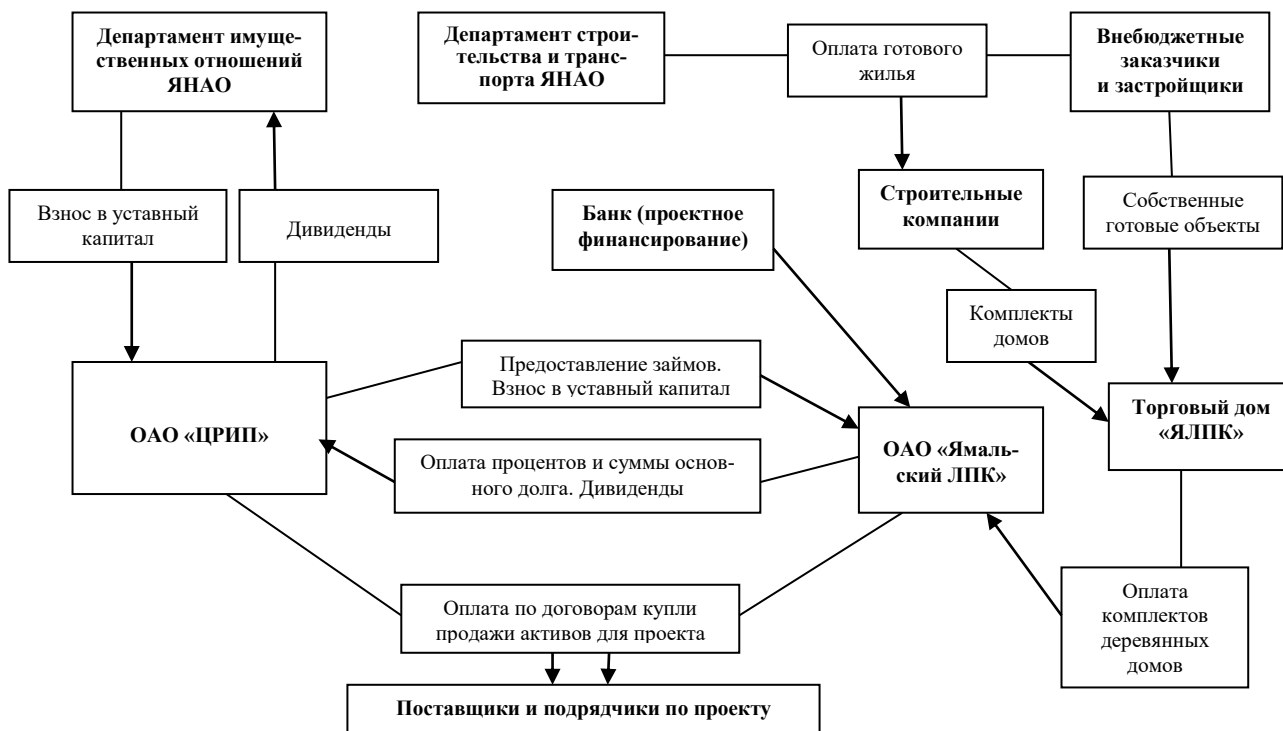 Департамент имуще-
ственных отношений
ЯНАО
Департамент строи-
тельства и транс-
порта ЯНАО
Оплата готового
жилья
Внебюджетные
заказчики
и застройщики
Взнос в уставный
капитал
Дивиденды
Банк (проектное
финансирование)
Строительные
компании
Собственные
готовые объекты
Комплекты
домов
ОАО «ЦРИП»
Предоставление займов.
Взнос в уставный капитал
Оплата процентов и суммы основ-
ного долга. Дивиденды
ОАО «Ямаль-
ский ЛПК»
Торговый дом
«ЯЛПК»
Оплата по договорам купли
продажи активов для проекта
Оплата
комплектов
деревянных
домов
Поставщики и подрядчики по проекту